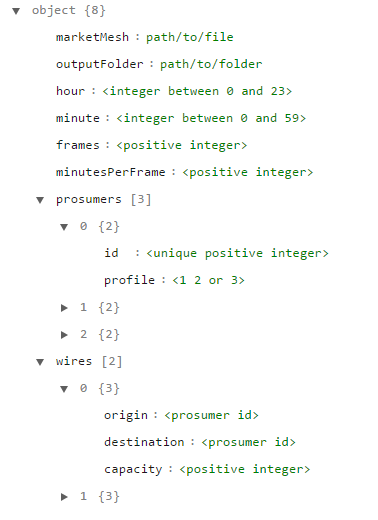 object {8}
marketMesh : path/to/file
outputFolder : path/to/folder
hour : <integer between 0 and 23>
minute : <integer between 0 and 59>
frames : <positive integer>
minutesPerFrame : <positive integer>
prosumers [3]
0 {2}
id : <unique positive integer>
profile : <1 2 or 3>
1 {2}
2 {2}
wires [2]
0 {3}
origin : <prosumer id>
destination : <prosumer id>
capacity : <positive integer>
1 {3}